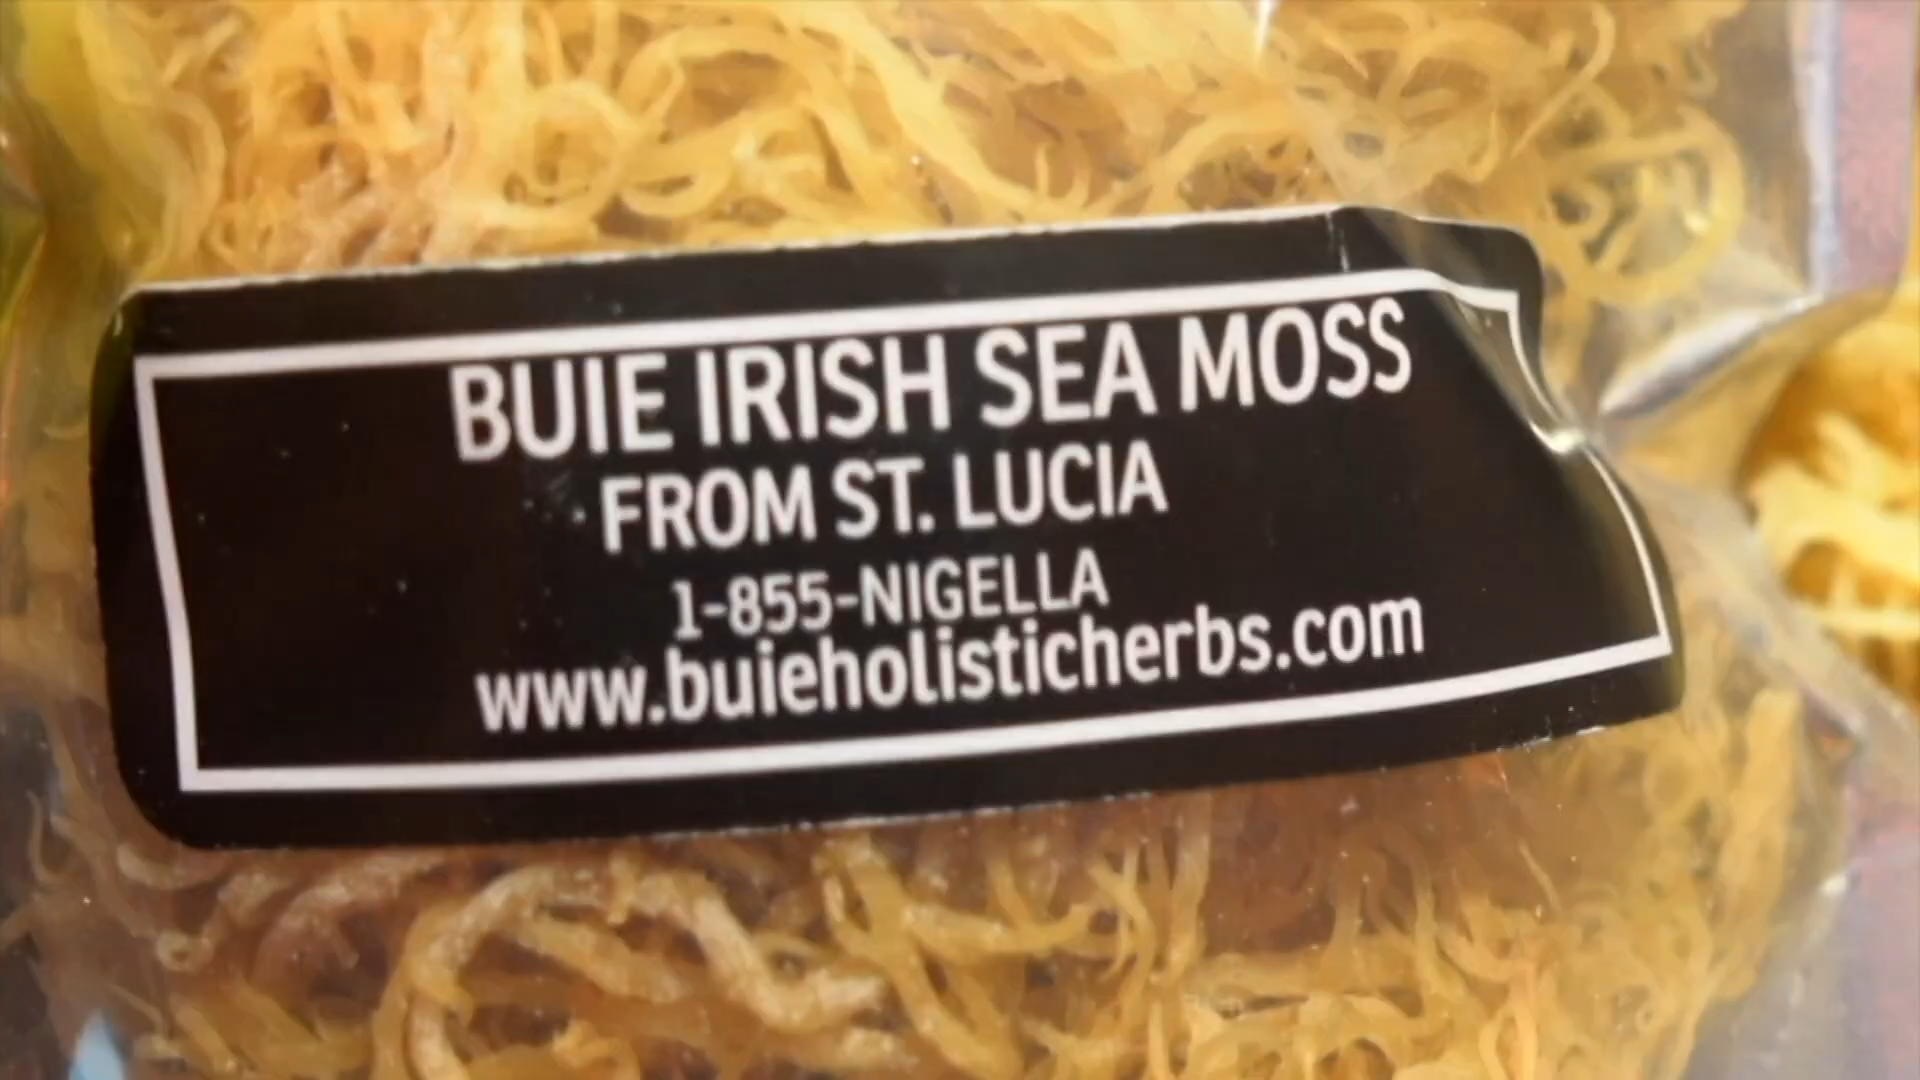 BUIE IRISH SEA MOSS
FROM ST. LUCIA
1-855-NIGELLA
www.buieholisticherbs.com